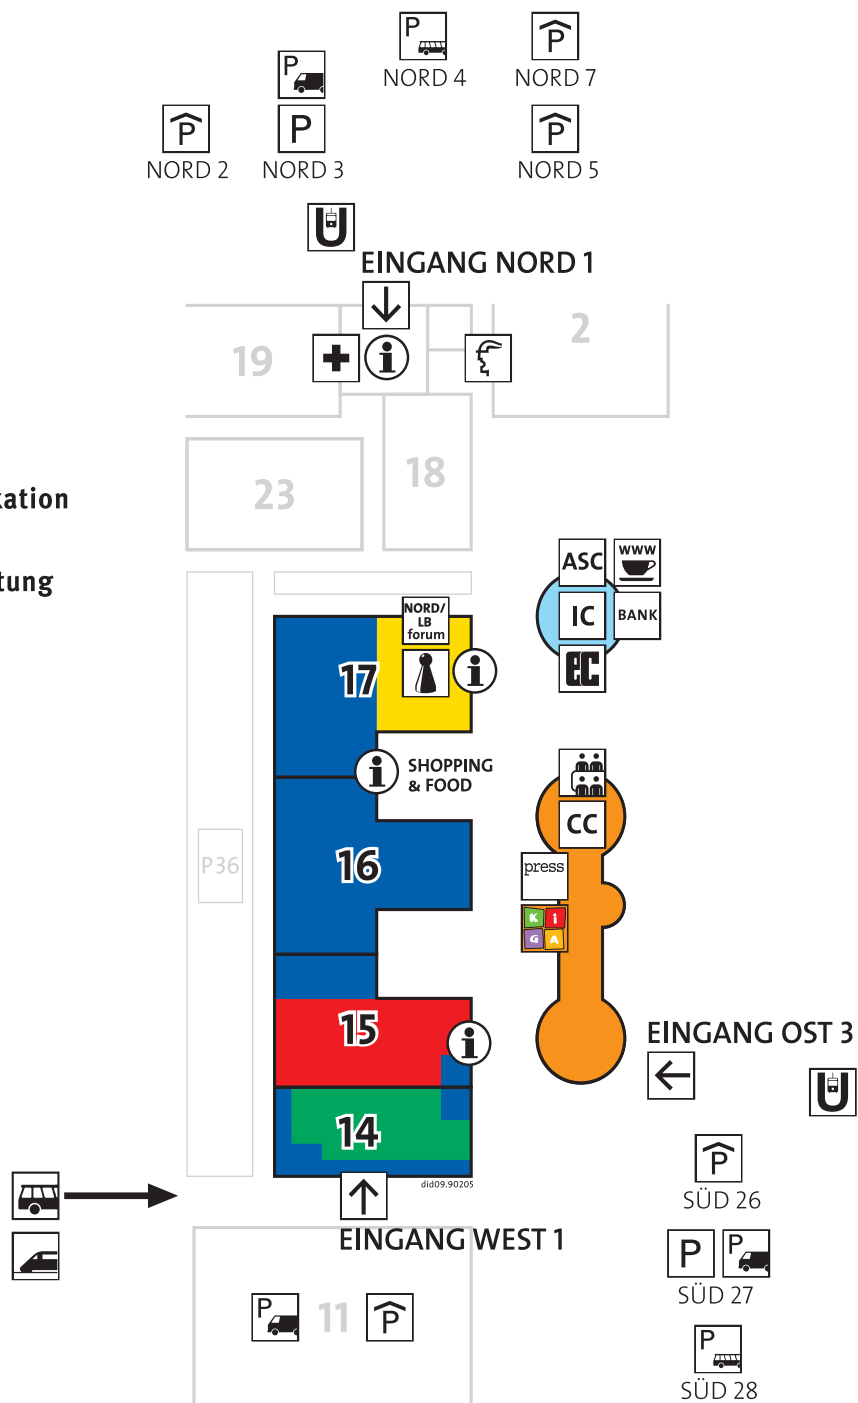 P
NORD 4
P
NORD 7
P
P
NORD 2
P
NORD 3
P
NORD 5
U
EINGANG NORD 1
19
i
2
23
18
kation
tung
ASC
WWW
IC
BANK
ec
NORD/
LB
forum
17
i
i
SHOPPING
& FOOD
CC
P36
16
press
K i
G A
15
i
EINGANG OST 3
U
14
did09.90205
P
SÜD 26
EINGANG WEST 1
P
P
SÜD 27
P
11
P
P
SÜD 28